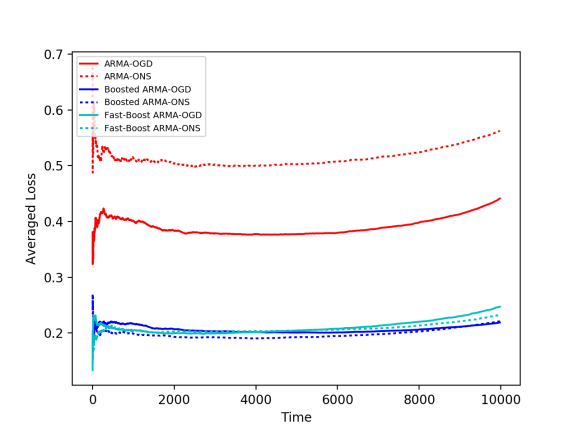 0.7
0.6
0.5
0.4
0.3
0.2
Averaged Loss
ARMA-OGD
ARMA-ONS
Boosted ARMA-OGD
Boosted ARMA-ONS
Fast-Boost ARMA-OGD
Fast-Boost ARMA-ONS
0 2000 4000 6000 8000 10000
Time